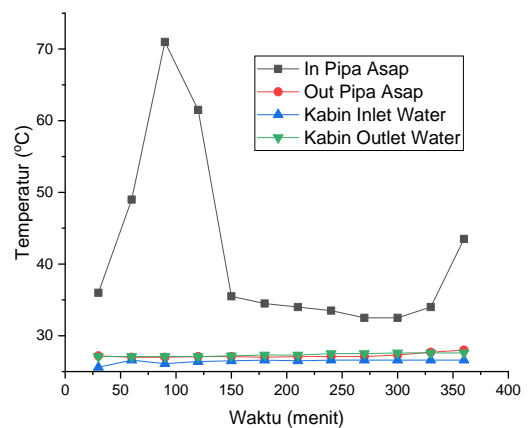 70
60
50
40
30
Temperatur (°C)
In Pipa Asap
Out Pipa Asap
Kabin Inlet Water
Kabin Outlet Water
0 50 100 150 200 250 300 350 400
Waktu (menit)